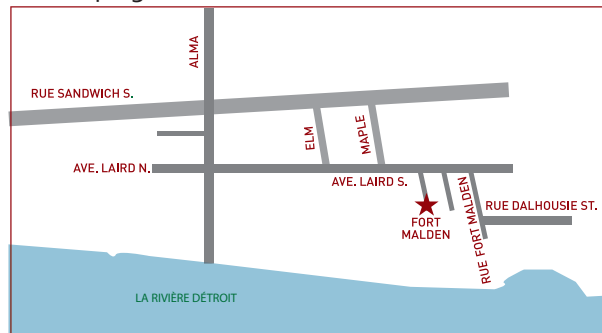 ALMA
RUE SANDWICH S.
ELM
MAPLE
AVE. LAIRD N.
AVE. LAIRD S.
FORT
MALDEN
RUE FORT MALDEN
RUE DALHOUSIE ST.
LA RIVIÈRE DÉTROIT